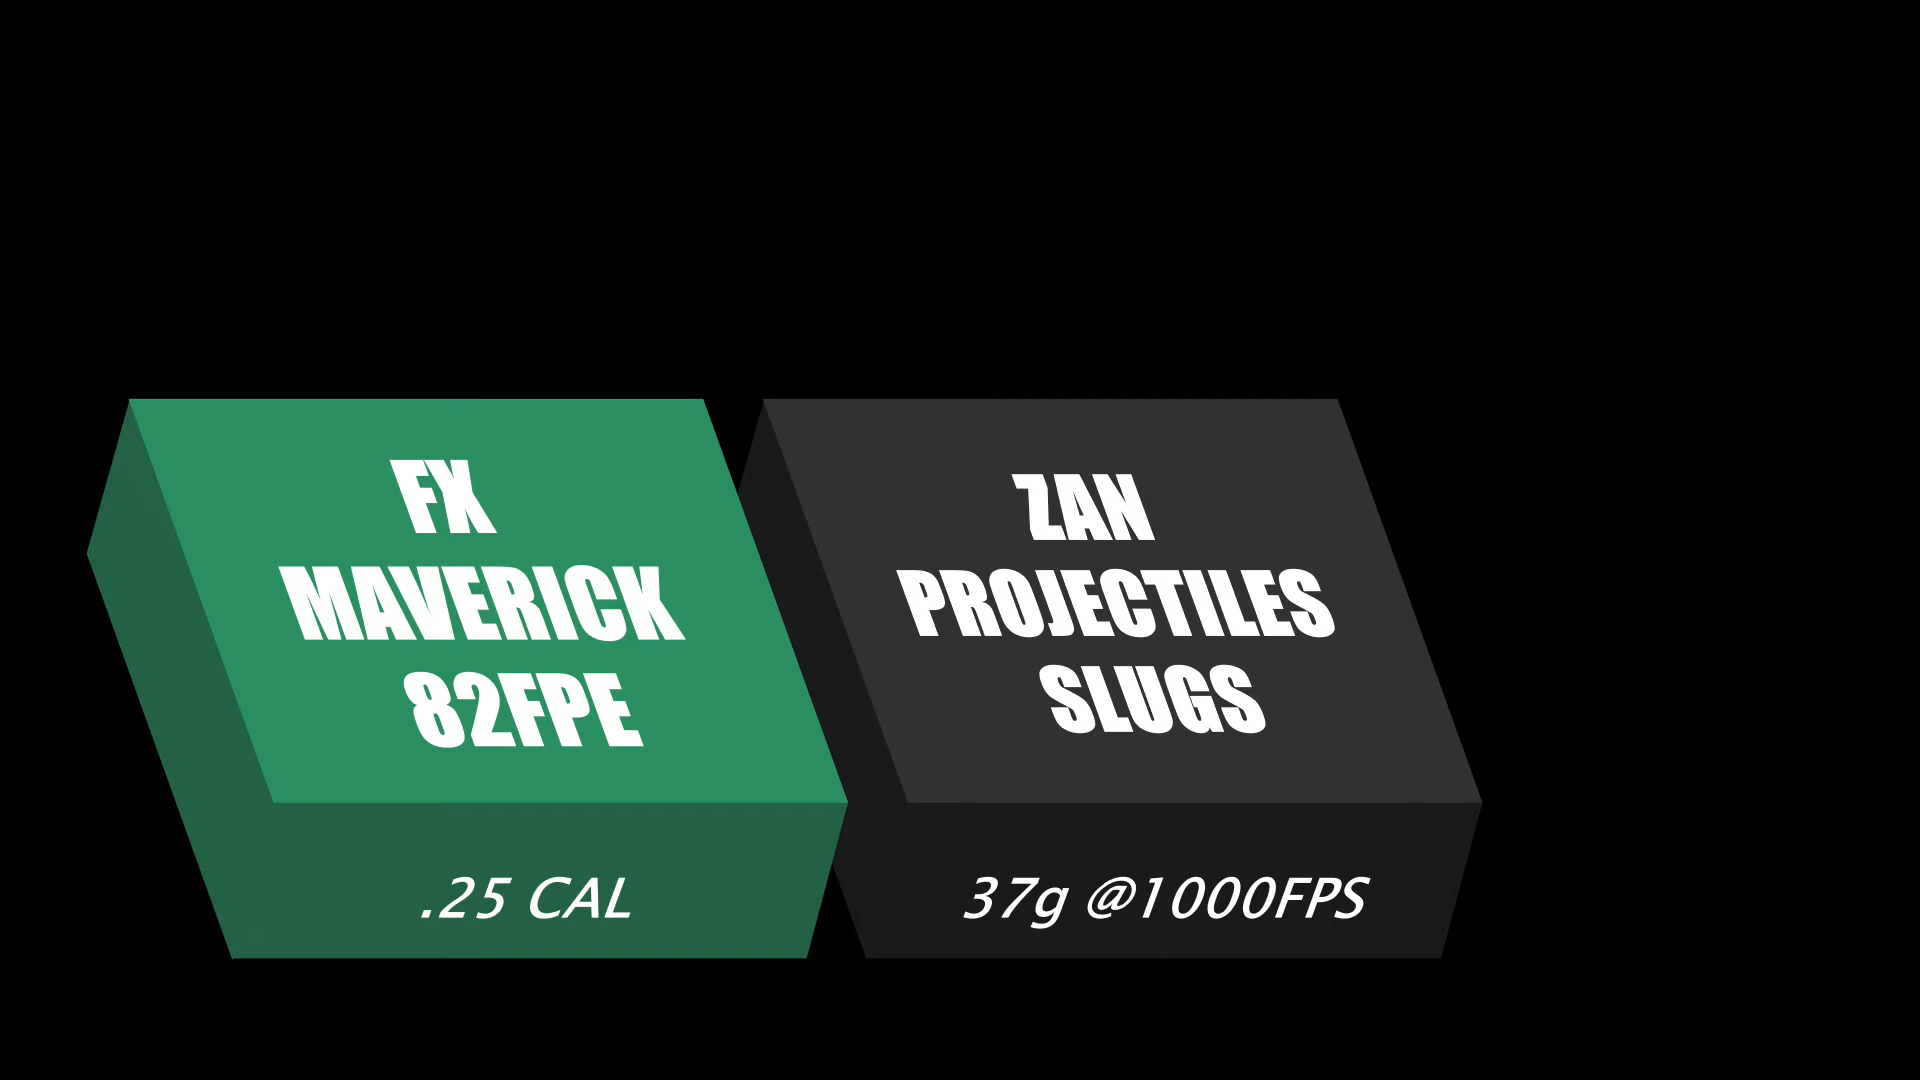 FX
MAVERICK
82FPE
.25 CAL
ZAN
PROJECTILES
SLUGS
37g @1000FPS